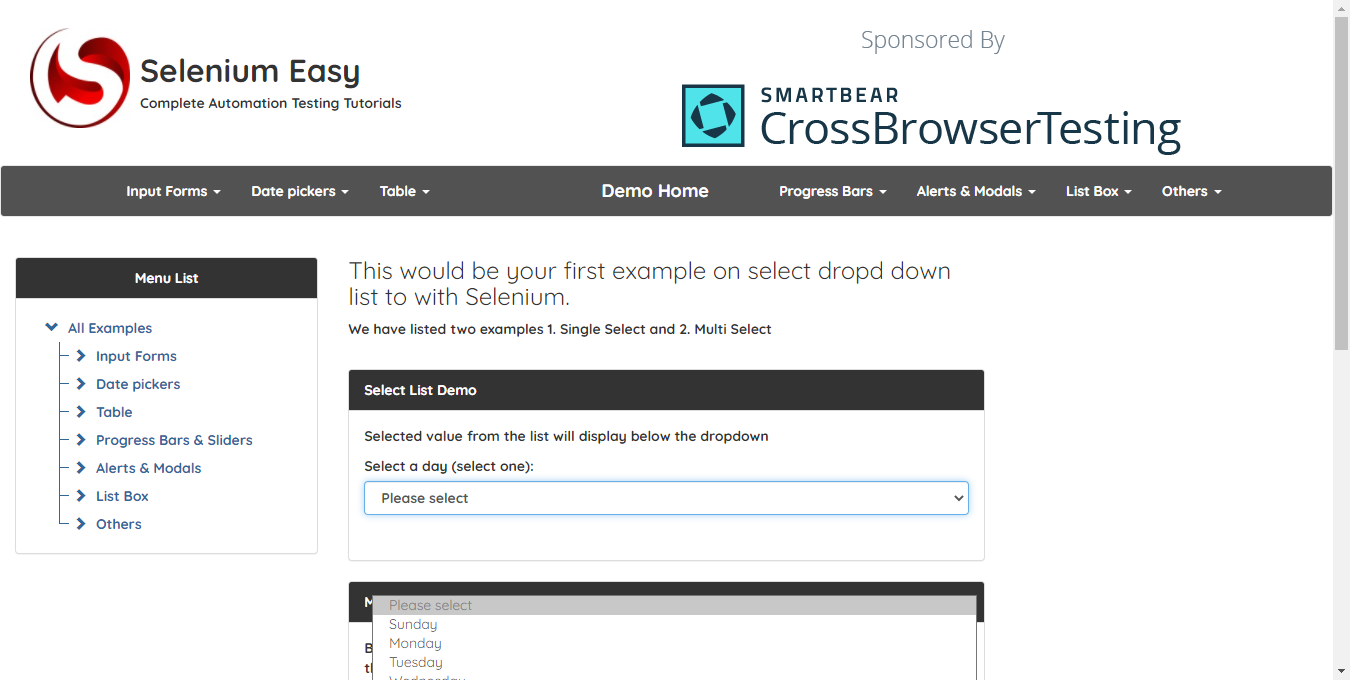 Sponsored By
Selenium Easy
Complete Automation Testing Tutorials
SMARTBEAR
CrossBrowserTesting
Input Forms Date pickers Table Demo Home Progress Bars Alerts & Modals List Box Others
Menu List
All Examples
Input Forms
Date pickers
Table
Progress Bars & Sliders
Alerts & Modals
List Box
Others
This would be your first example on select dropd down
list to with Selenium.
We have listed two examples 1. Single Select and 2. Multi Select
Select List Demo
Selected value from the list will display below the dropdown
Select a day (select one):
Please select
Please select
Sunday
Monday
Tuesday
Wednesday